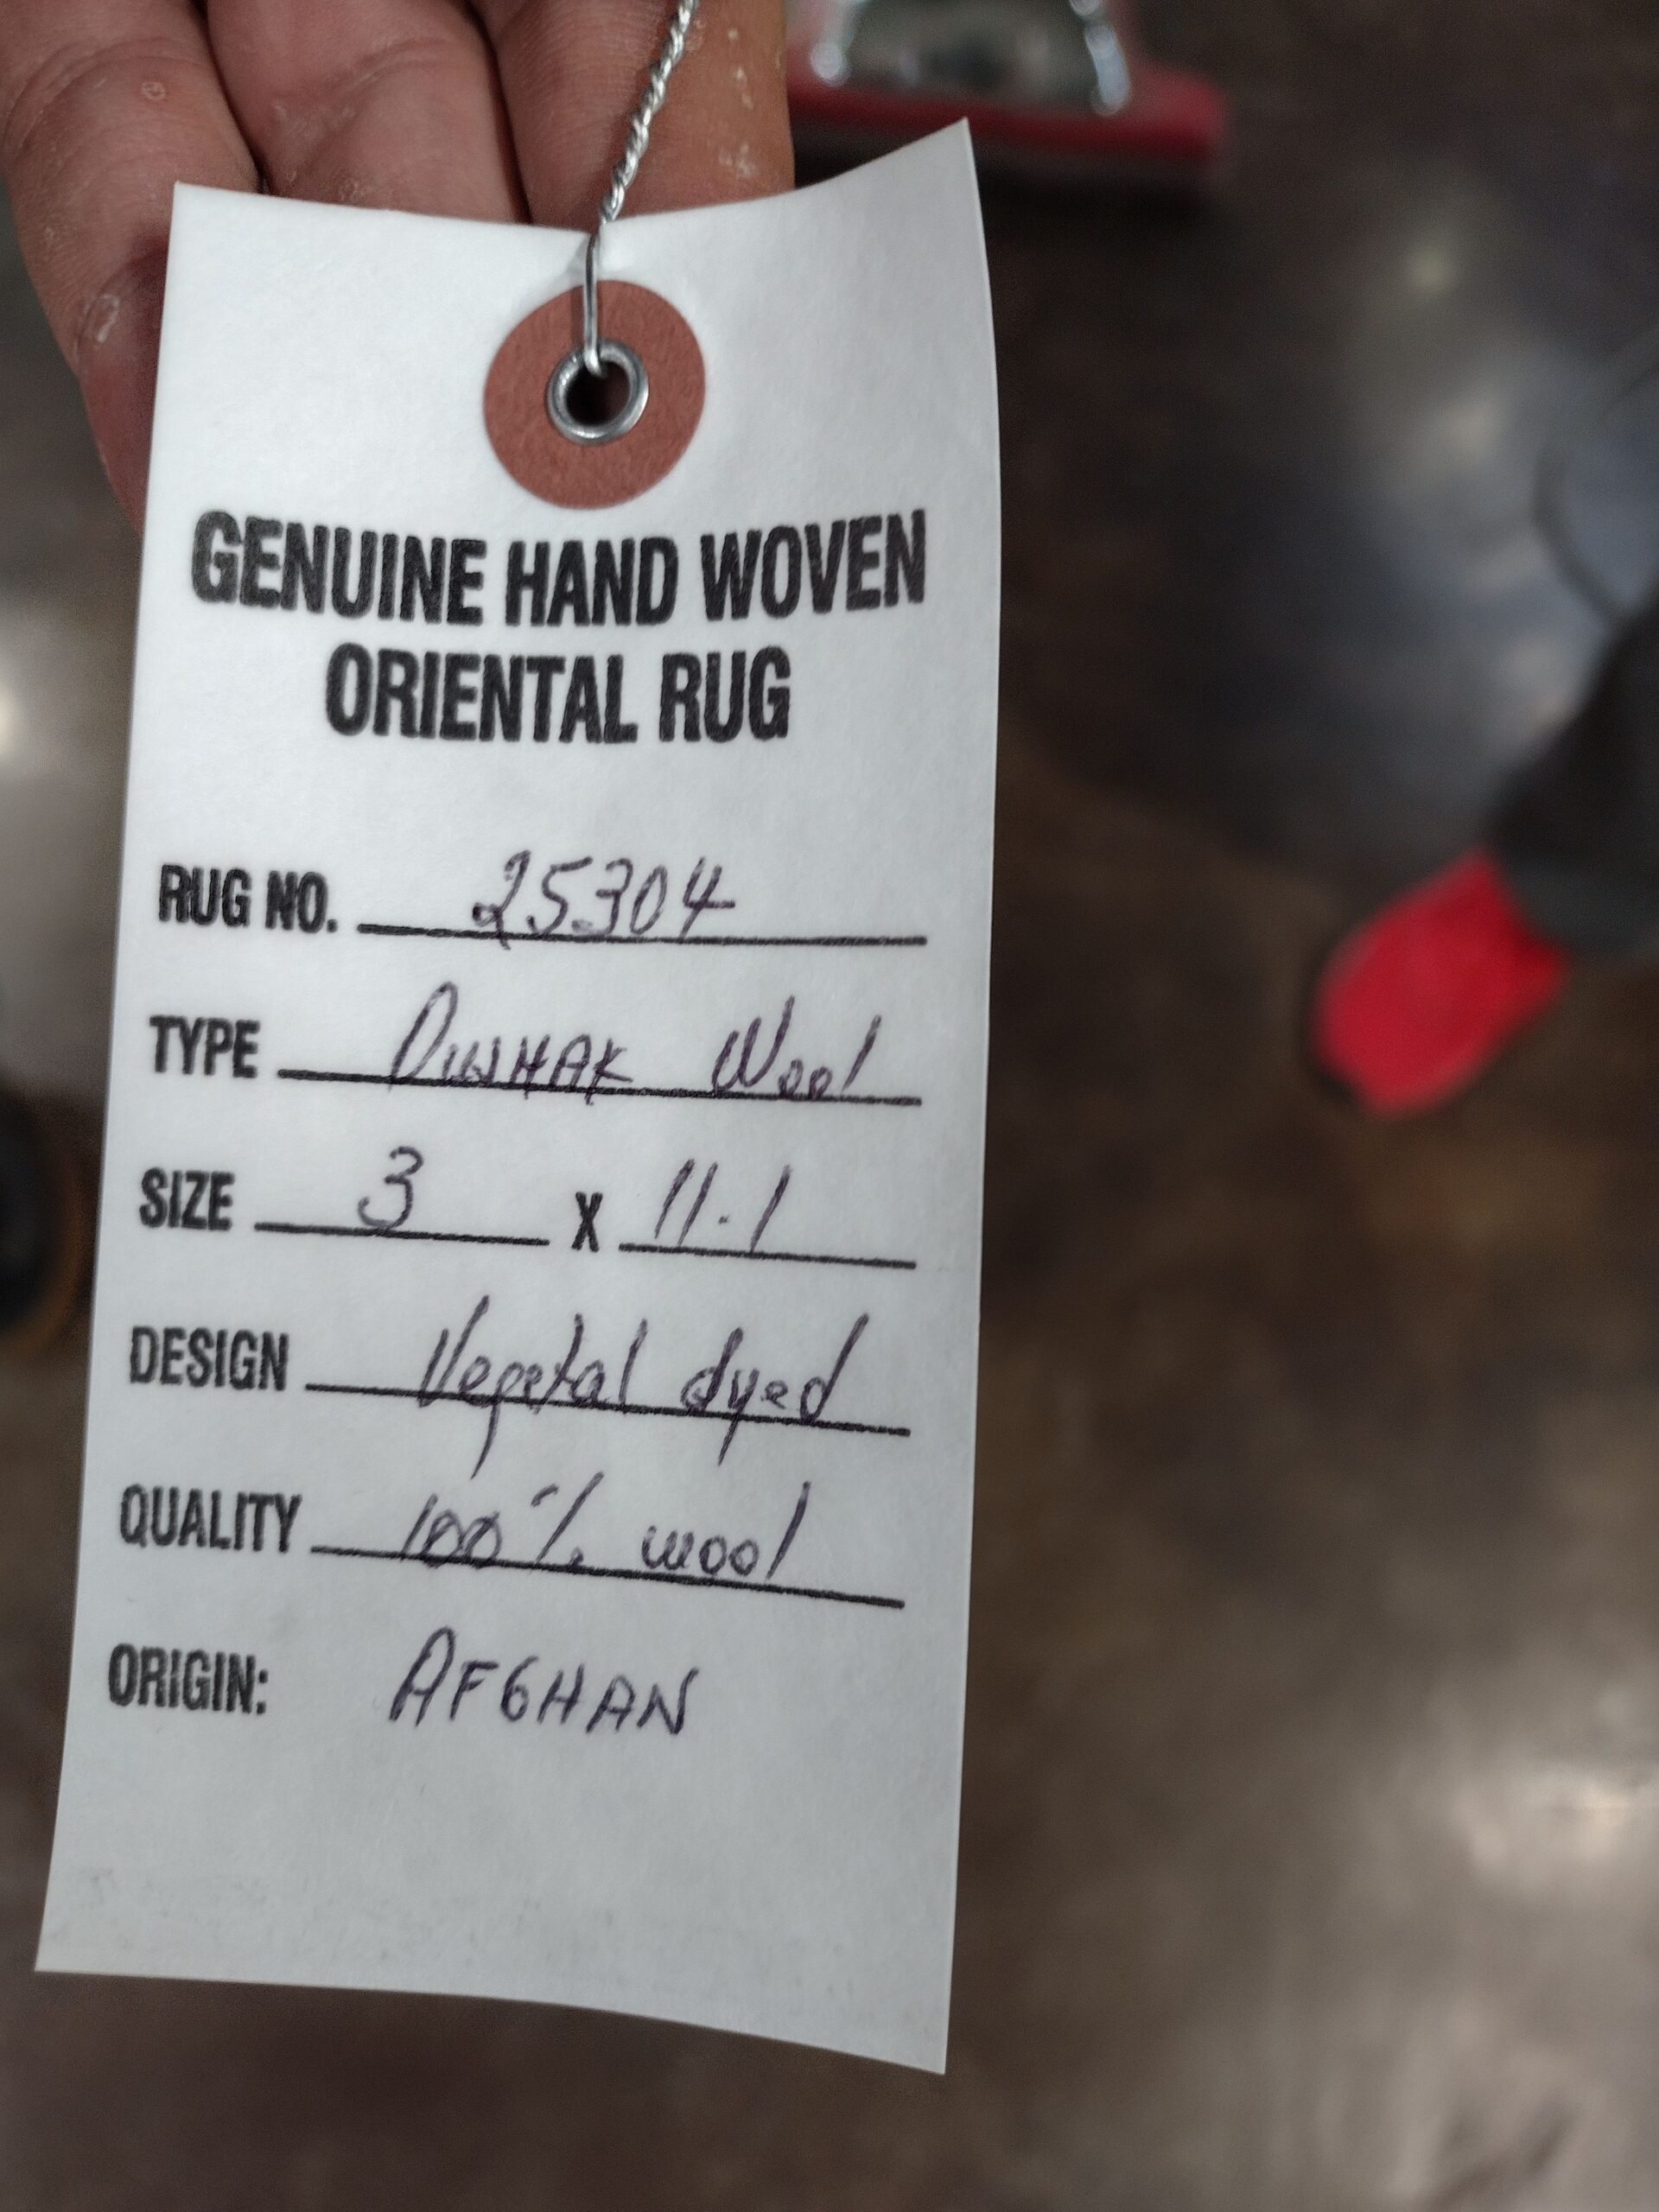 GENUINE HAND WOVEN
ORIENTAL RUG
RUG NO. 25304
TYPE Wool
SIZE 3 X 11.1
DESIGN Vegetal dyed
QUALITY 100% wool
ORIGIN: AFGHAN